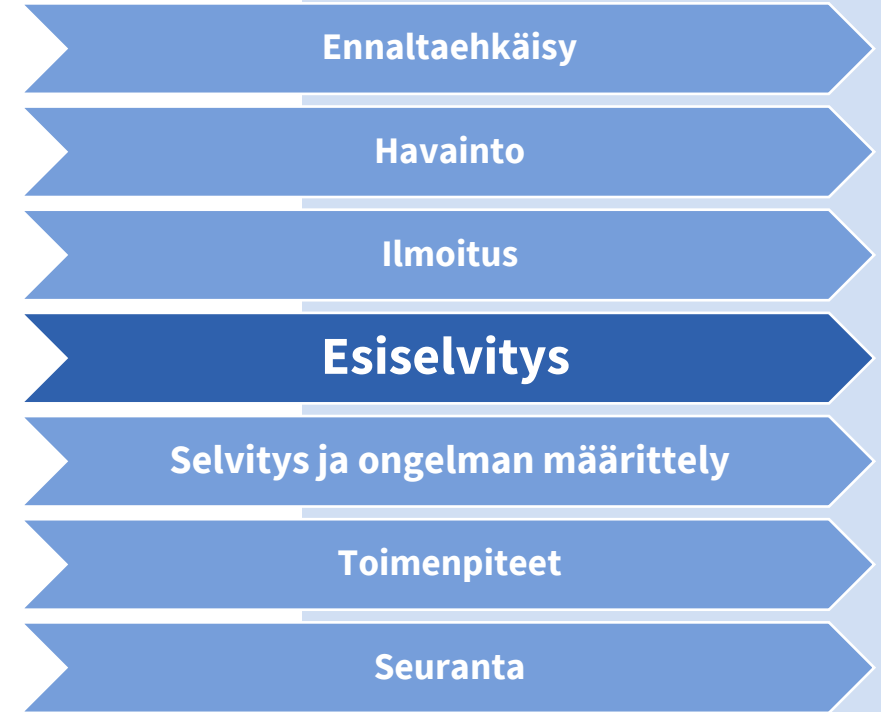 Ennaltaehkäisy
Havainto
Ilmoitus
Esiselvitys
Selvitys ja ongelman määrittely
Toimenpiteet
Seuranta